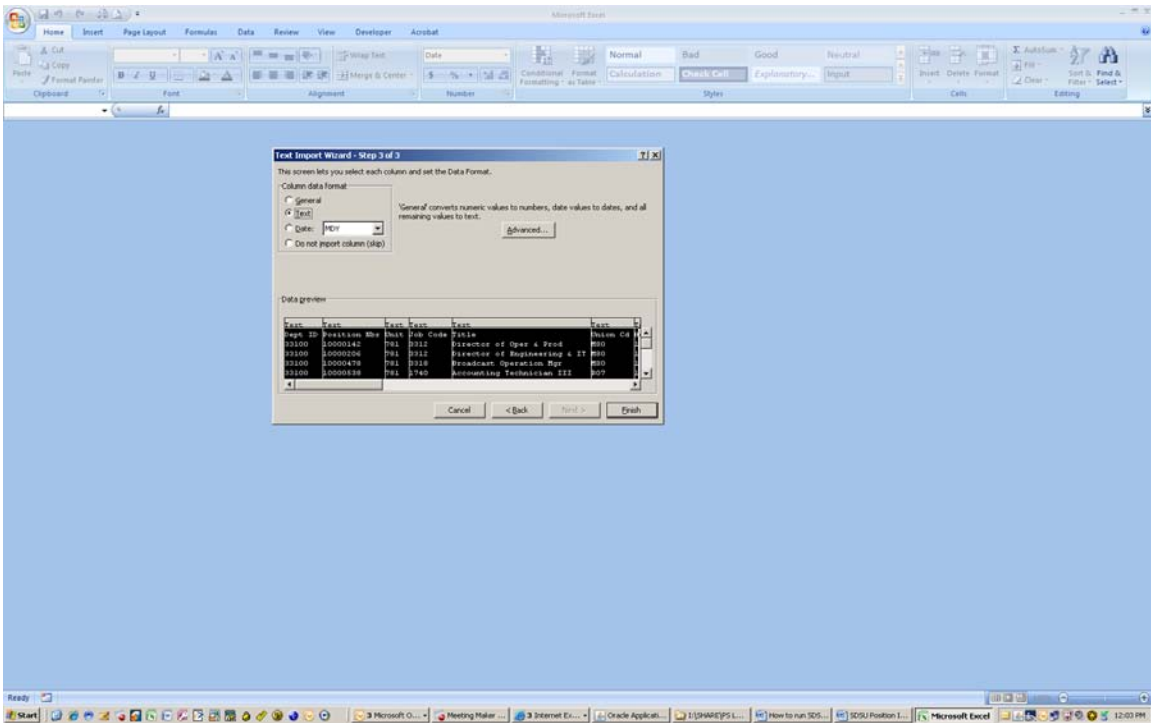 Microsoft Excel
Home Insert Page Layout Formulas Data Review View Developer Acrobat
Cut
Copy
Format Painter
Paste
B I U
Wrap Text
Merge & Center
Date
$ % ,
Conditional Formatting
Format as Table
Normal Bad Good Neutral
Calculation Check Cell Explanatory... Input
Insert Delete Format
Σ AutoSum
Fill
Clear
Sort & Filter
Find & Select
Clipboard Font Alignment Number Styles Cells Editing
fx
Text Import Wizard - Step 3 of 3
This screen lets you select each column and set the Data Format.
Column data format
General
Text
Date: MDY
Do not import column (skip)
'General' converts numeric values to numbers, date values to dates, and all
remaining values to text.
Advanced...
Data preview
Text Text Text Text Text Text
Dept ID Position Nbr Unit Job Code Title Union Cd
33100 10000142 781 3312 Director of Oper & Prod M80
33100 10000206 781 3312 Director of Engineering & IT M80
33100 10000478 781 3318 Broadcast Operation Mgr M80
33100 10000538 781 1740 Accounting Technician III R07
Cancel < Back Next > Finish
Ready
Start 3 Microsoft O... Meeting Maker ... 3 Internet Ex... Oracle Applicati... I:\SHARE\PS L... How to run SDS... SDSU Position I... Microsoft Excel 12:03 PM